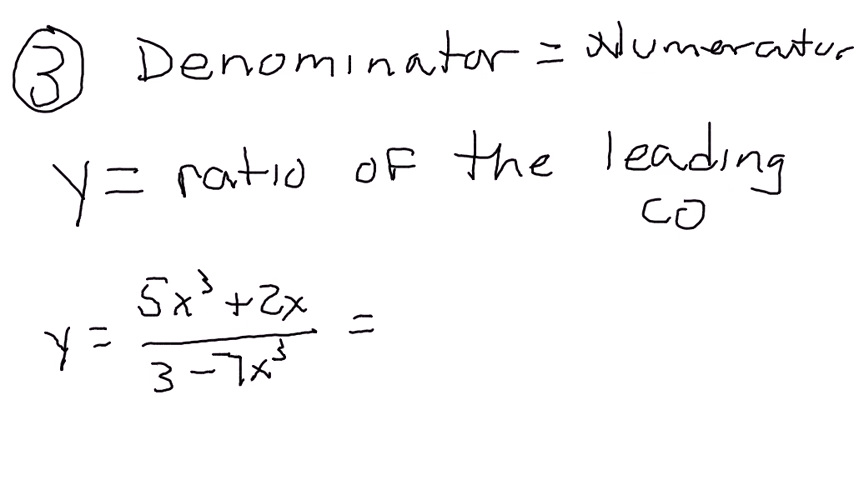 ③ Denominator = Numerator
y = ratio of the leading
co
y = (5x³ + 2x)/(3 - 7x³) =